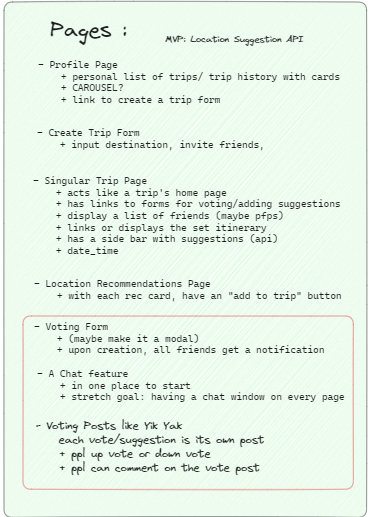 Pages :
MVP: Location Suggestion API
- Profile Page
+ personal list of trips/ trip history with cards
+ CAROUSEL?
+ link to create a trip form
- Create Trip Form
+ input destination, invite friends,
- Singular Trip Page
+ acts like a trip's home page
+ has links to forms for voting/adding suggestions
+ display a list of friends (maybe pfps)
+ links or displays the set itinerary
+ has a side bar with suggestions (api)
+ date_time
- Location Recommendations Page
+ with each rec card, have an "add to trip" button
- Voting Form
+ (maybe make it a modal)
+ upon creation, all friends get a notification
- A Chat feature
+ in one place to start
+ stretch goal: having a chat window on every page
- Voting Posts like Yik Yak
each vote/suggestion is its own post
+ ppl up vote or down vote
+ ppl can comment on the vote post